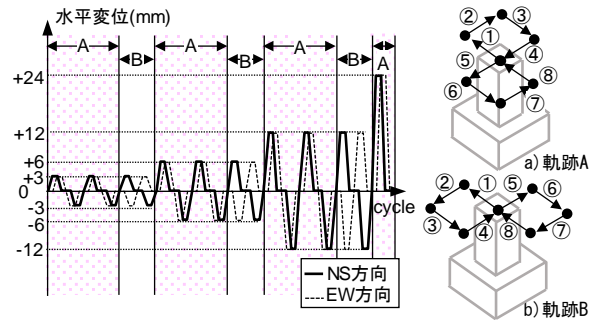 水平変位(mm)
A B A B A B A
+24
+12
+6
+3
0
-3
-6
-12
cycle
NS方向
EW方向
② ③
① ④
⑤ ⑧
⑥ ⑦
a)軌跡A
② ① ⑤ ⑥
③ ④ ⑧ ⑦
b)軌跡B